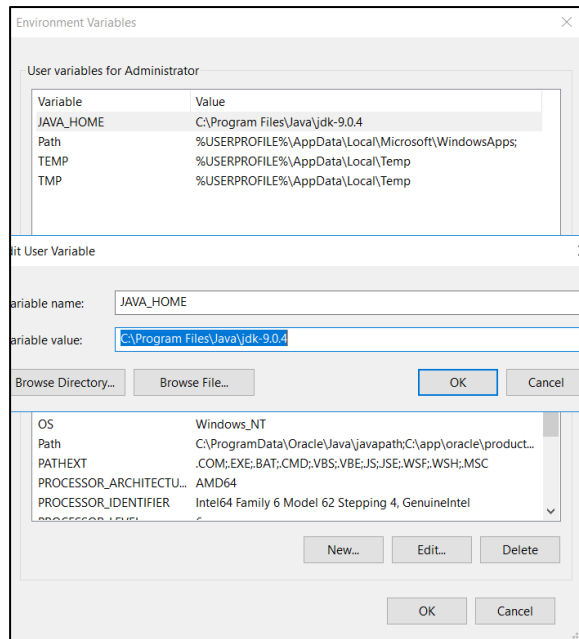 Environment Variables
User variables for Administrator
Variable Value
JAVA_HOME C:\Program Files\Java\jdk-9.0.4
Path %USERPROFILE%\AppData\Local\Microsoft\WindowsApps;
TEMP %USERPROFILE%\AppData\Local\Temp
TMP %USERPROFILE%\AppData\Local\Temp
dit User Variable
ariable name: JAVA_HOME
ariable value: C:\Program Files\Java\jdk-9.0.4
Browse Directory... Browse File... OK Cancel
OS Windows_NT
Path C:\ProgramData\Oracle\Java\javapath;C:\app\oracle\product...
PATHEXT .COM;.EXE;.BAT;.CMD;.VBS;.VBE;.JS;.JSE;.WSF;.WSH;.MSC
PROCESSOR_ARCHITECTU... AMD64
PROCESSOR_IDENTIFIER Intel64 Family 6 Model 62 Stepping 4, GenuineIntel
PROCESSOR_LEVEL 6
New... Edit... Delete
OK Cancel